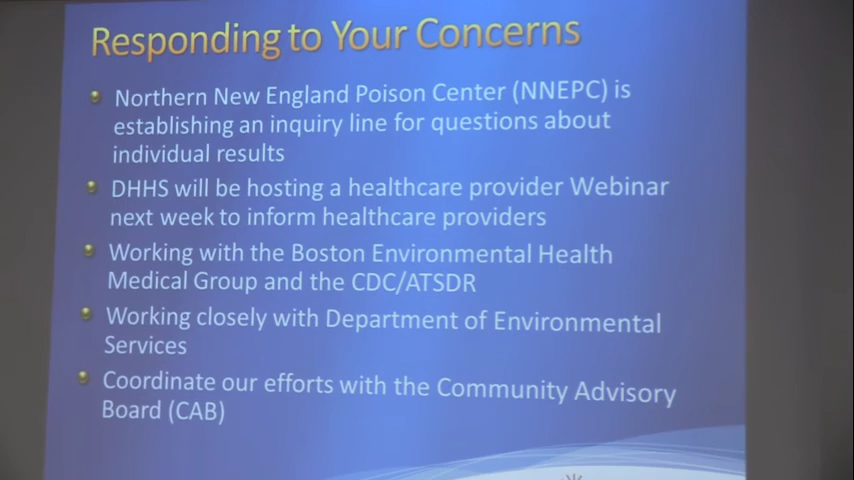 Responding to Your Concerns
Northern New England Poison Center (NNEPC) is
establishing an inquiry line for questions about
individual results
DHHS will be hosting a healthcare provider Webinar
next week to inform healthcare providers
Working with the Boston Environmental Health
Medical Group and the CDC/ATSDR
Working closely with Department of Environmental
Services
Coordinate our efforts with the Community Advisory
Board (CAB)